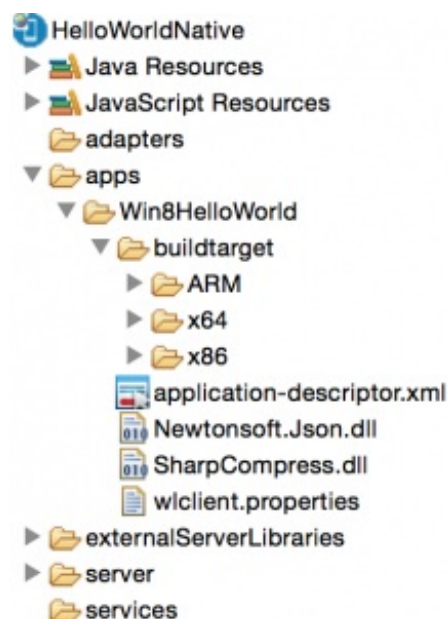 HelloWorldNative
Java Resources
JavaScript Resources
adapters
apps
Win8HelloWorld
buildtarget
ARM
x64
x86
application-descriptor.xml
Newtonsoft.Json.dll
SharpCompress.dll
wlclient.properties
externalServerLibraries
server
services